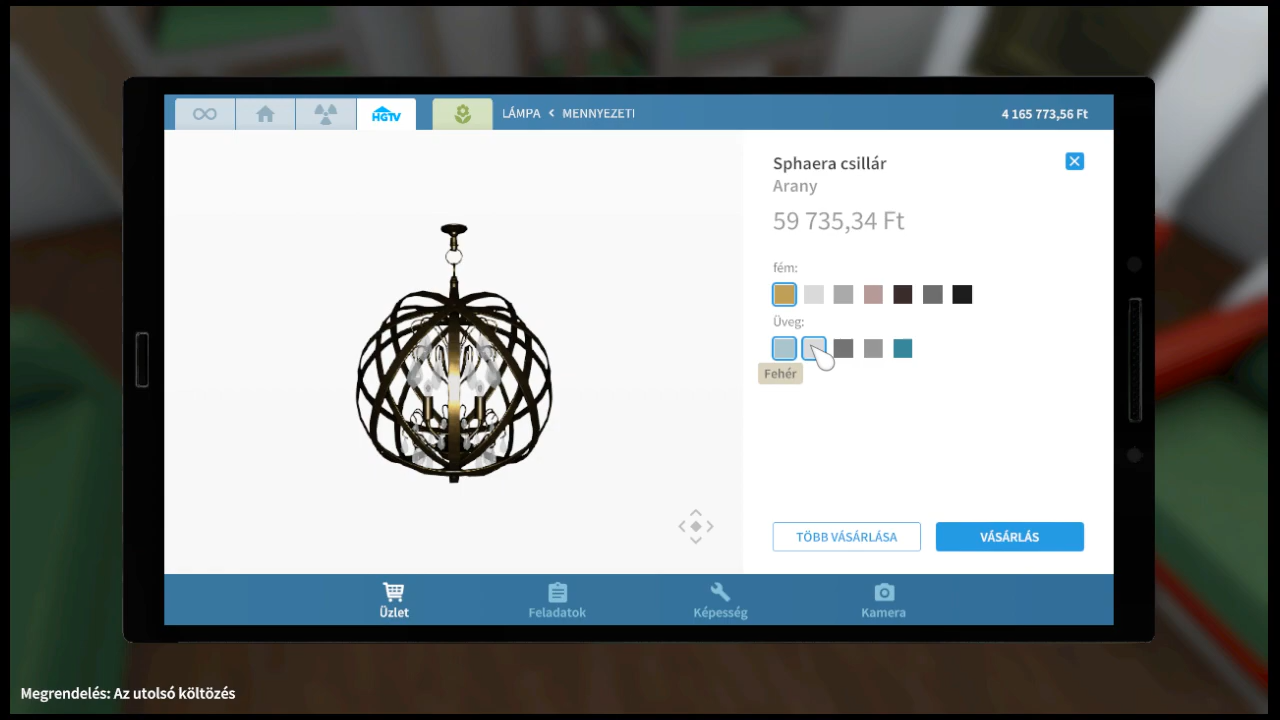 HGTV
LÁMPA < MENNYEZETI
4 165 773,56 Ft
Sphaera csillár
Arany
59 735,34 Ft
fém:
Üveg:
Fehér
TÖBB VÁSÁRLÁSA
VÁSÁRLÁS
Üzlet
Feladatok
Képesség
Kamera
Megrendelés: Az utolsó költözés